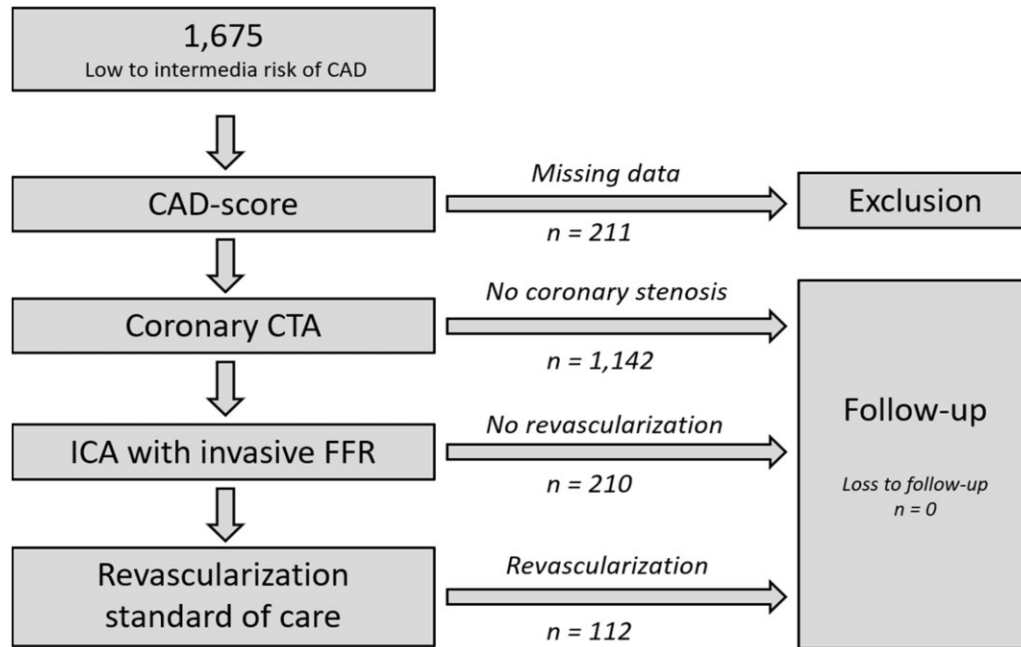 1,675
Low to intermedia risk of CAD
CAD-score
Missing data
n = 211
Exclusion
Coronary CTA
No coronary stenosis
n = 1,142
ICA with invasive FFR
No revascularization
n = 210
Follow-up
Loss to follow-up
n = 0
Revascularization
standard of care
Revascularization
n = 112